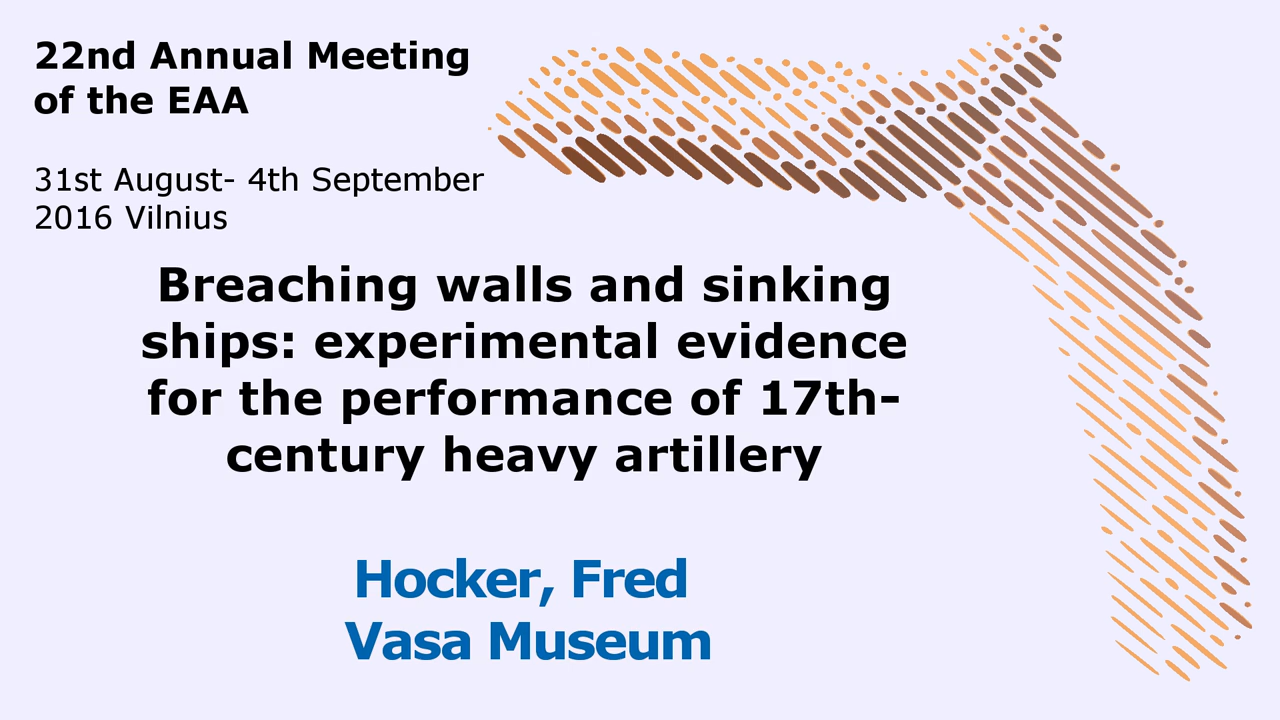 22nd Annual Meeting
of the EAA
31st August- 4th September
2016 Vilnius
Breaching walls and sinking
ships: experimental evidence
for the performance of 17th-
century heavy artillery
Hocker, Fred
Vasa Museum